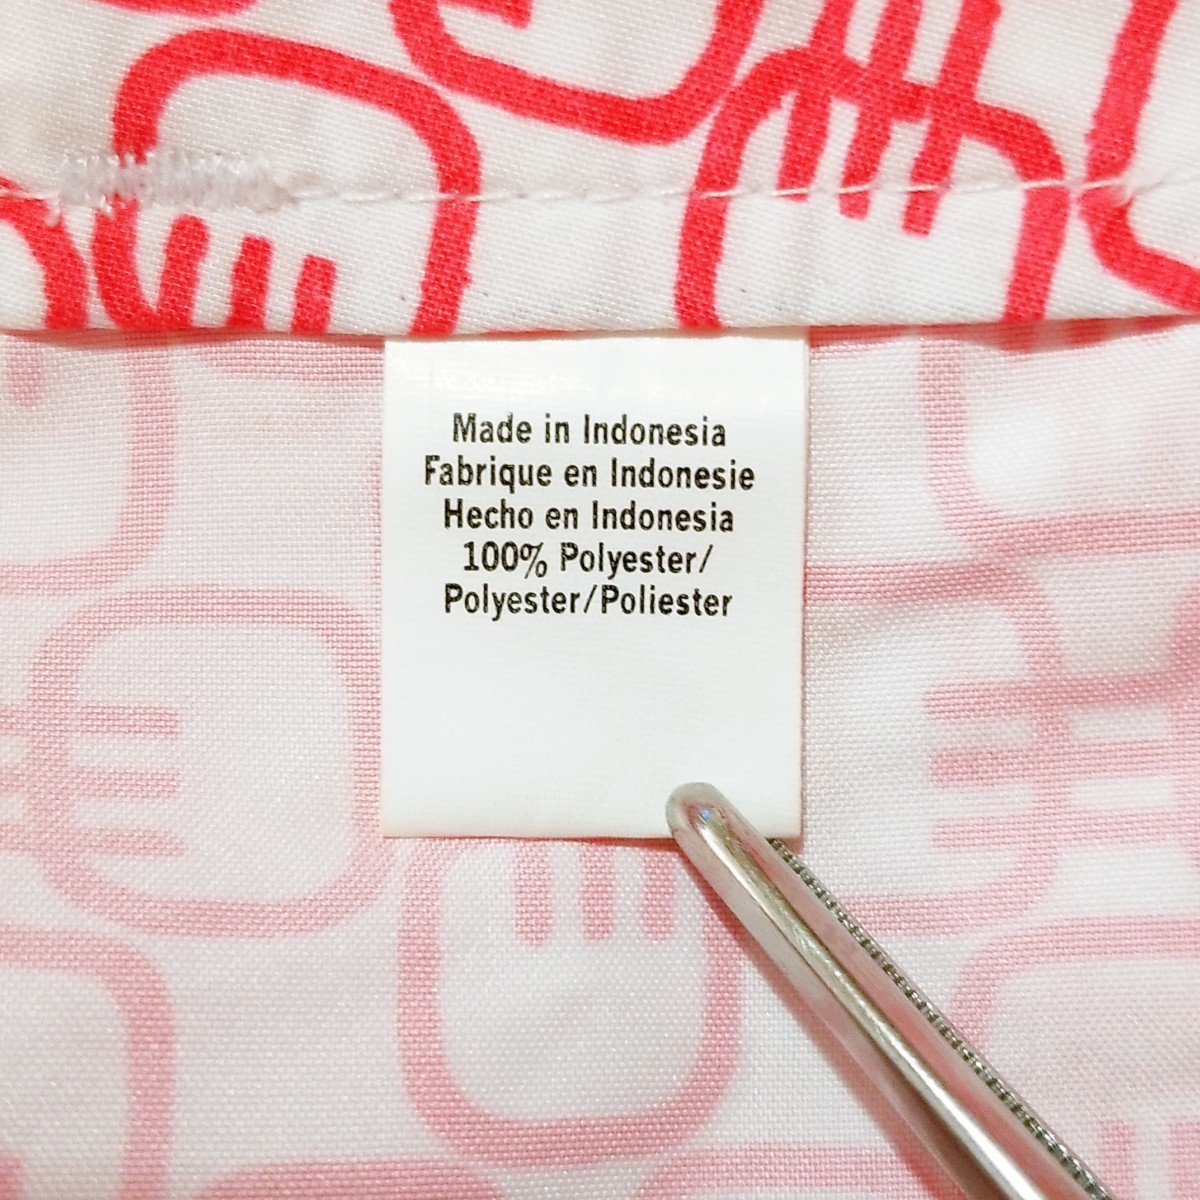 Made in Indonesia
Fabrique en Indonesie
Hecho en Indonesia
100% Polyester/
Polyester/Poliester